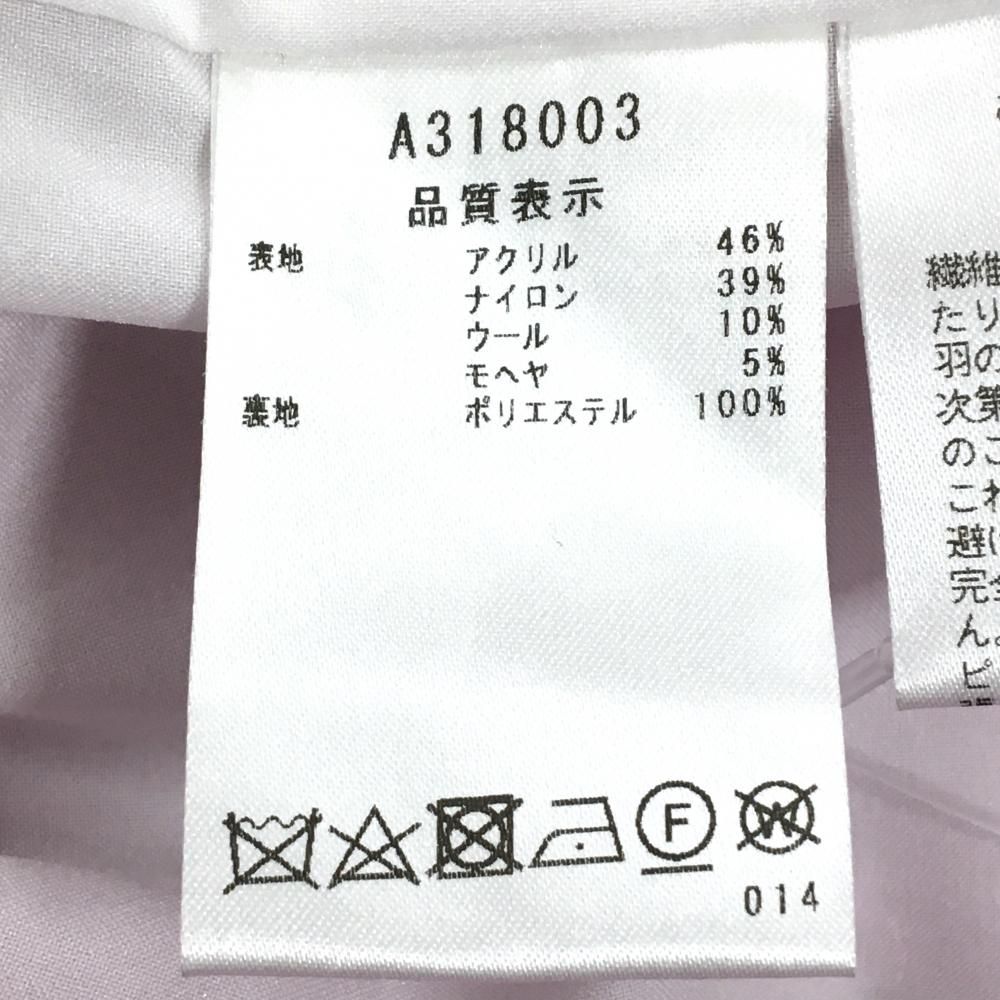 A318003
品質表示
表地 アクリル 46%
ナイロン 39%
ウール 10%
モヘヤ 5%
裏地 ポリエステル 100%
F
W
014
繊維
たり
羽の
次第
のこ
これ
避け
完全
ん。
ピ